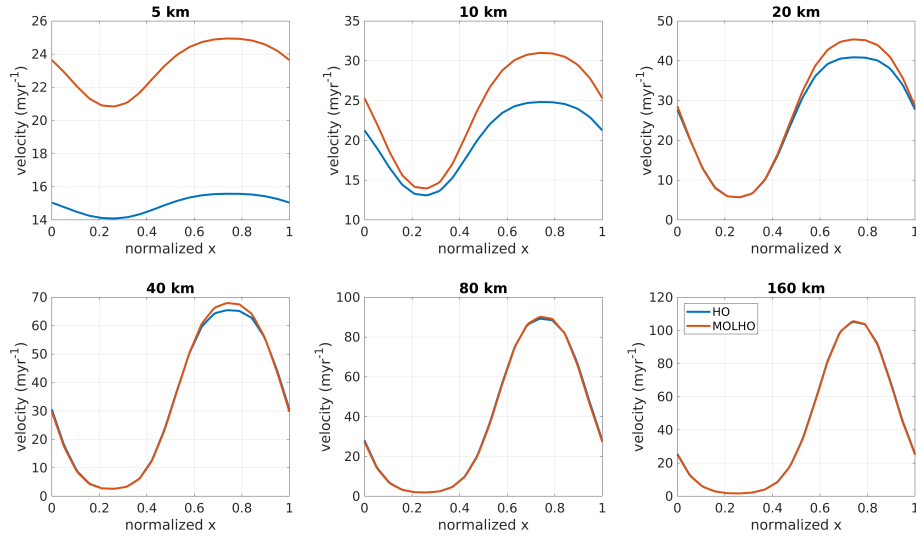 5 km
26
24
22
20
18
16
14
velocity (myr-1)
0 0.2 0.4 0.6 0.8 1
normalized x
10 km
35
30
25
20
15
10
velocity (myr-1)
0 0.2 0.4 0.6 0.8 1
normalized x
20 km
50
40
30
20
10
0
velocity (myr-1)
0 0.2 0.4 0.6 0.8 1
normalized x
40 km
70
60
50
40
30
20
10
0
velocity (myr-1)
0 0.2 0.4 0.6 0.8 1
normalized x
80 km
100
80
60
40
20
0
velocity (myr-1)
0 0.2 0.4 0.6 0.8 1
normalized x
160 km
120
100
80
60
40
20
0
velocity (myr-1)
HO
MOLHO
0 0.2 0.4 0.6 0.8 1
normalized x